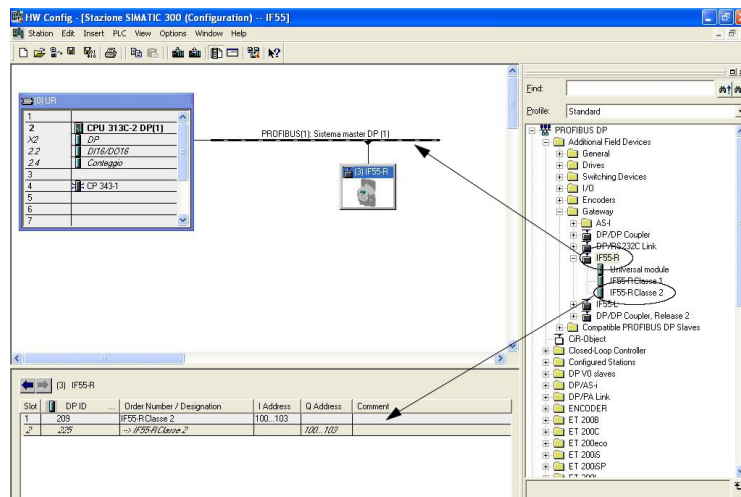 HW Config - [Stazione SIMATIC 300 (Configuration) -- IF55]
Station Edit Insert PLC View Options Window Help
(0) UR
1
2 CPU 313C-2 DP(1)
X2 DP
2.2 DI16/DO16
2.4 Conteggio
3
4 CP 343-1
5
6
7
PROFIBUS(1): Sistema master DP (1)
(3) IF55-R
Find:
Profile: Standard
PROFIBUS DP
Additional Field Devices
General
Drives
Switching Devices
I/O
Encoders
Gateway
AS-I
DP/DP Coupler
DP/RS232C Link
IF55-R
Universal module
IF55-R Classe 1
IF55-R Classe 2
IF55-L
DP/DP Coupler, Release 2
Compatible PROFIBUS DP Slaves
CiR-Object
Closed-Loop Controller
Configured Stations
DP V0 slaves
DP/AS-i
DP/PA Link
ENCODER
ET 200B
ET 200C
ET 200eco
ET 200iS
ET 200iSP
ET 200L
(3) IF55-R
Slot DP ID ... Order Number / Designation I Address Q Address Comment
1 209 IF55-R Classe 2 100...103
2 225 --> IF55-R Classe 2 100...103